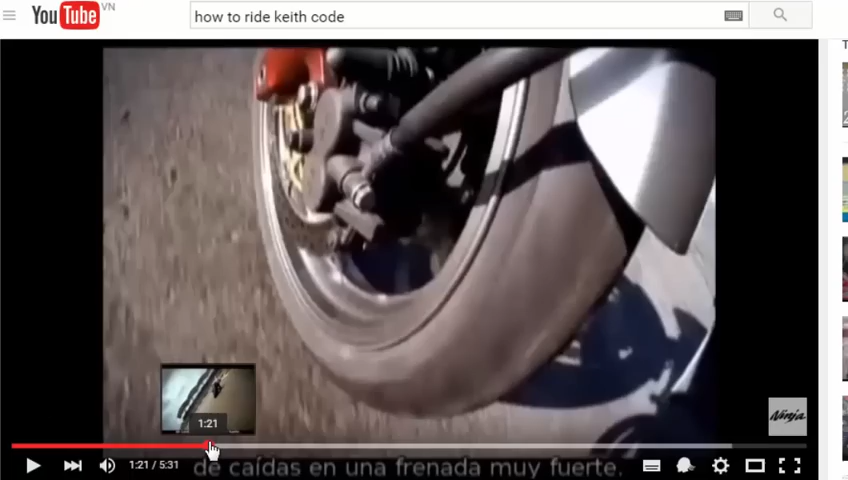 YouTube VN
how to ride keith code
Ninja
1:21
1:21 / 5:31
de caídas en una frenada muy fuerte.